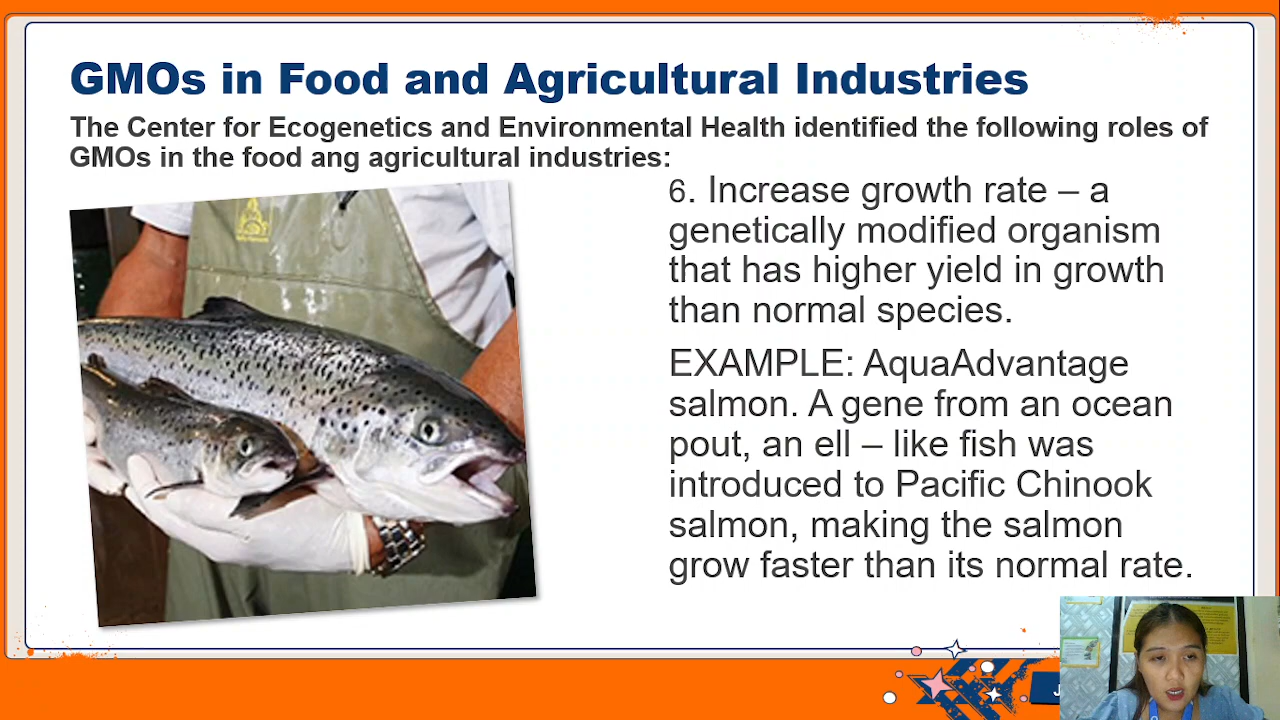 GMOs in Food and Agricultural Industries
The Center for Ecogenetics and Environmental Health identified the following roles of
GMOs in the food ang agricultural industries:
6. Increase growth rate – a
genetically modified organism
that has higher yield in growth
than normal species.
EXAMPLE: AquaAdvantage
salmon. A gene from an ocean
pout, an ell – like fish was
introduced to Pacific Chinook
salmon, making the salmon
grow faster than its normal rate.